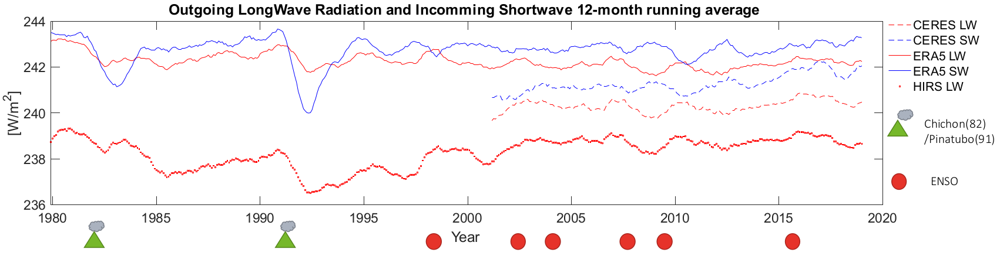 Outgoing LongWave Radiation and Incomming Shortwave 12-month running average
244
242
240
238
236
[W/m²]
1980 1985 1990 1995 2000 2005 2010 2015 2020
Year
CERES LW
CERES SW
ERA5 LW
ERA5 SW
HIRS LW
Chichon(82)
/Pinatubo(91)
ENSO